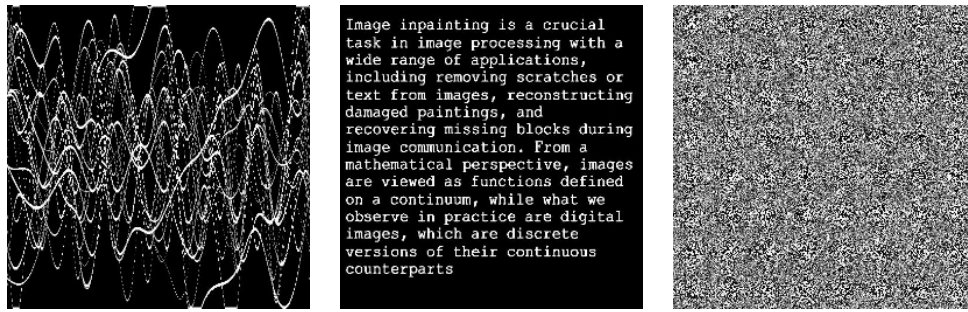 Image inpainting is a crucial
task in image processing with a
wide range of applications,
including removing scratches or
text from images, reconstructing
damaged paintings, and
recovering missing blocks during
image communication. From a
mathematical perspective, images
are viewed as functions defined
on a continuum, while what we
observe in practice are digital
images, which are discrete
versions of their continuous
counterparts